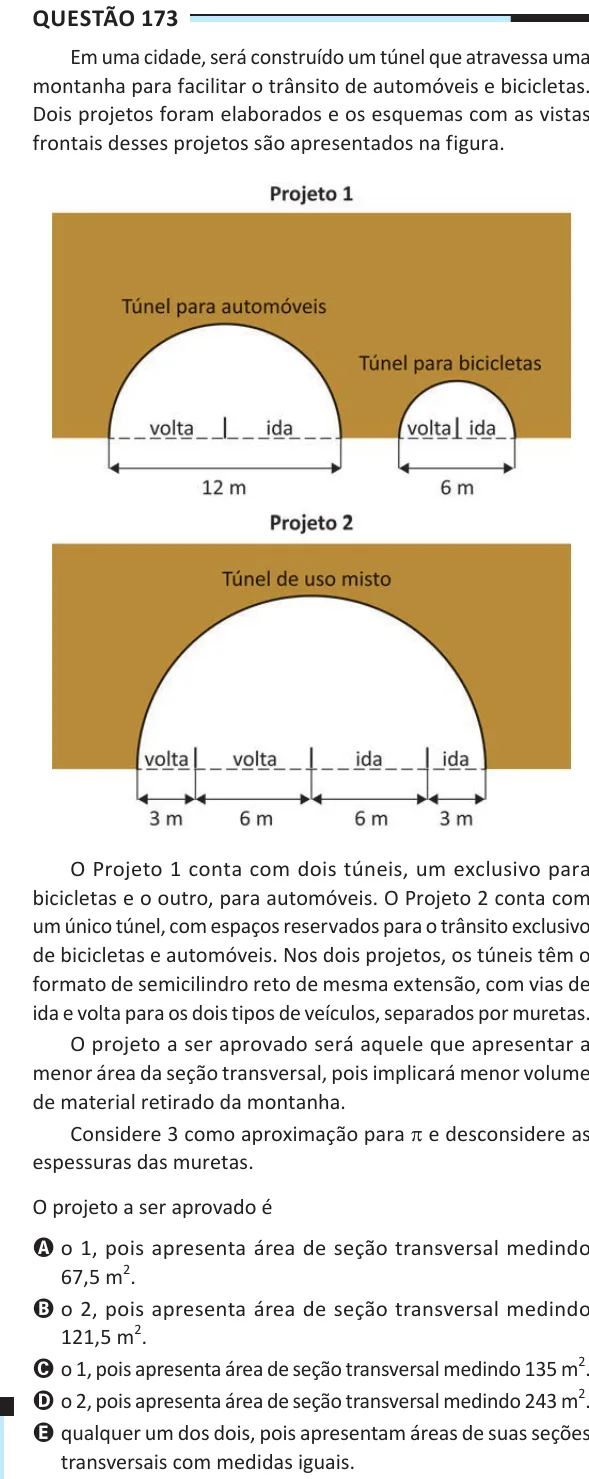 QUESTÃO 173
Em uma cidade, será construído um túnel que atravessa uma
montanha para facilitar o trânsito de automóveis e bicicletas.
Dois projetos foram elaborados e os esquemas com as vistas
frontais desses projetos são apresentados na figura.
Projeto 1
Túnel para automóveis
Túnel para bicicletas
volta ida volta ida
12 m 6 m
Projeto 2
Túnel de uso misto
volta volta ida ida
3 m 6 m 6 m 3 m
O Projeto 1 conta com dois túneis, um exclusivo para
bicicletas e o outro, para automóveis. O Projeto 2 conta com
um único túnel, com espaços reservados para o trânsito exclusivo
de bicicletas e automóveis. Nos dois projetos, os túneis têm o
formato de semicilindro reto de mesma extensão, com vias de
ida e volta para os dois tipos de veículos, separados por muretas.
O projeto a ser aprovado será aquele que apresentar a
menor área da seção transversal, pois implicará menor volume
de material retirado da montanha.
Considere 3 como aproximação para π e desconsidere as
espessuras das muretas.
O projeto a ser aprovado é
A o 1, pois apresenta área de seção transversal medindo
67,5 m².
B o 2, pois apresenta área de seção transversal medindo
121,5 m².
C o 1, pois apresenta área de seção transversal medindo 135 m².
D o 2, pois apresenta área de seção transversal medindo 243 m².
E qualquer um dos dois, pois apresentam áreas de suas seções
transversais com medidas iguais.